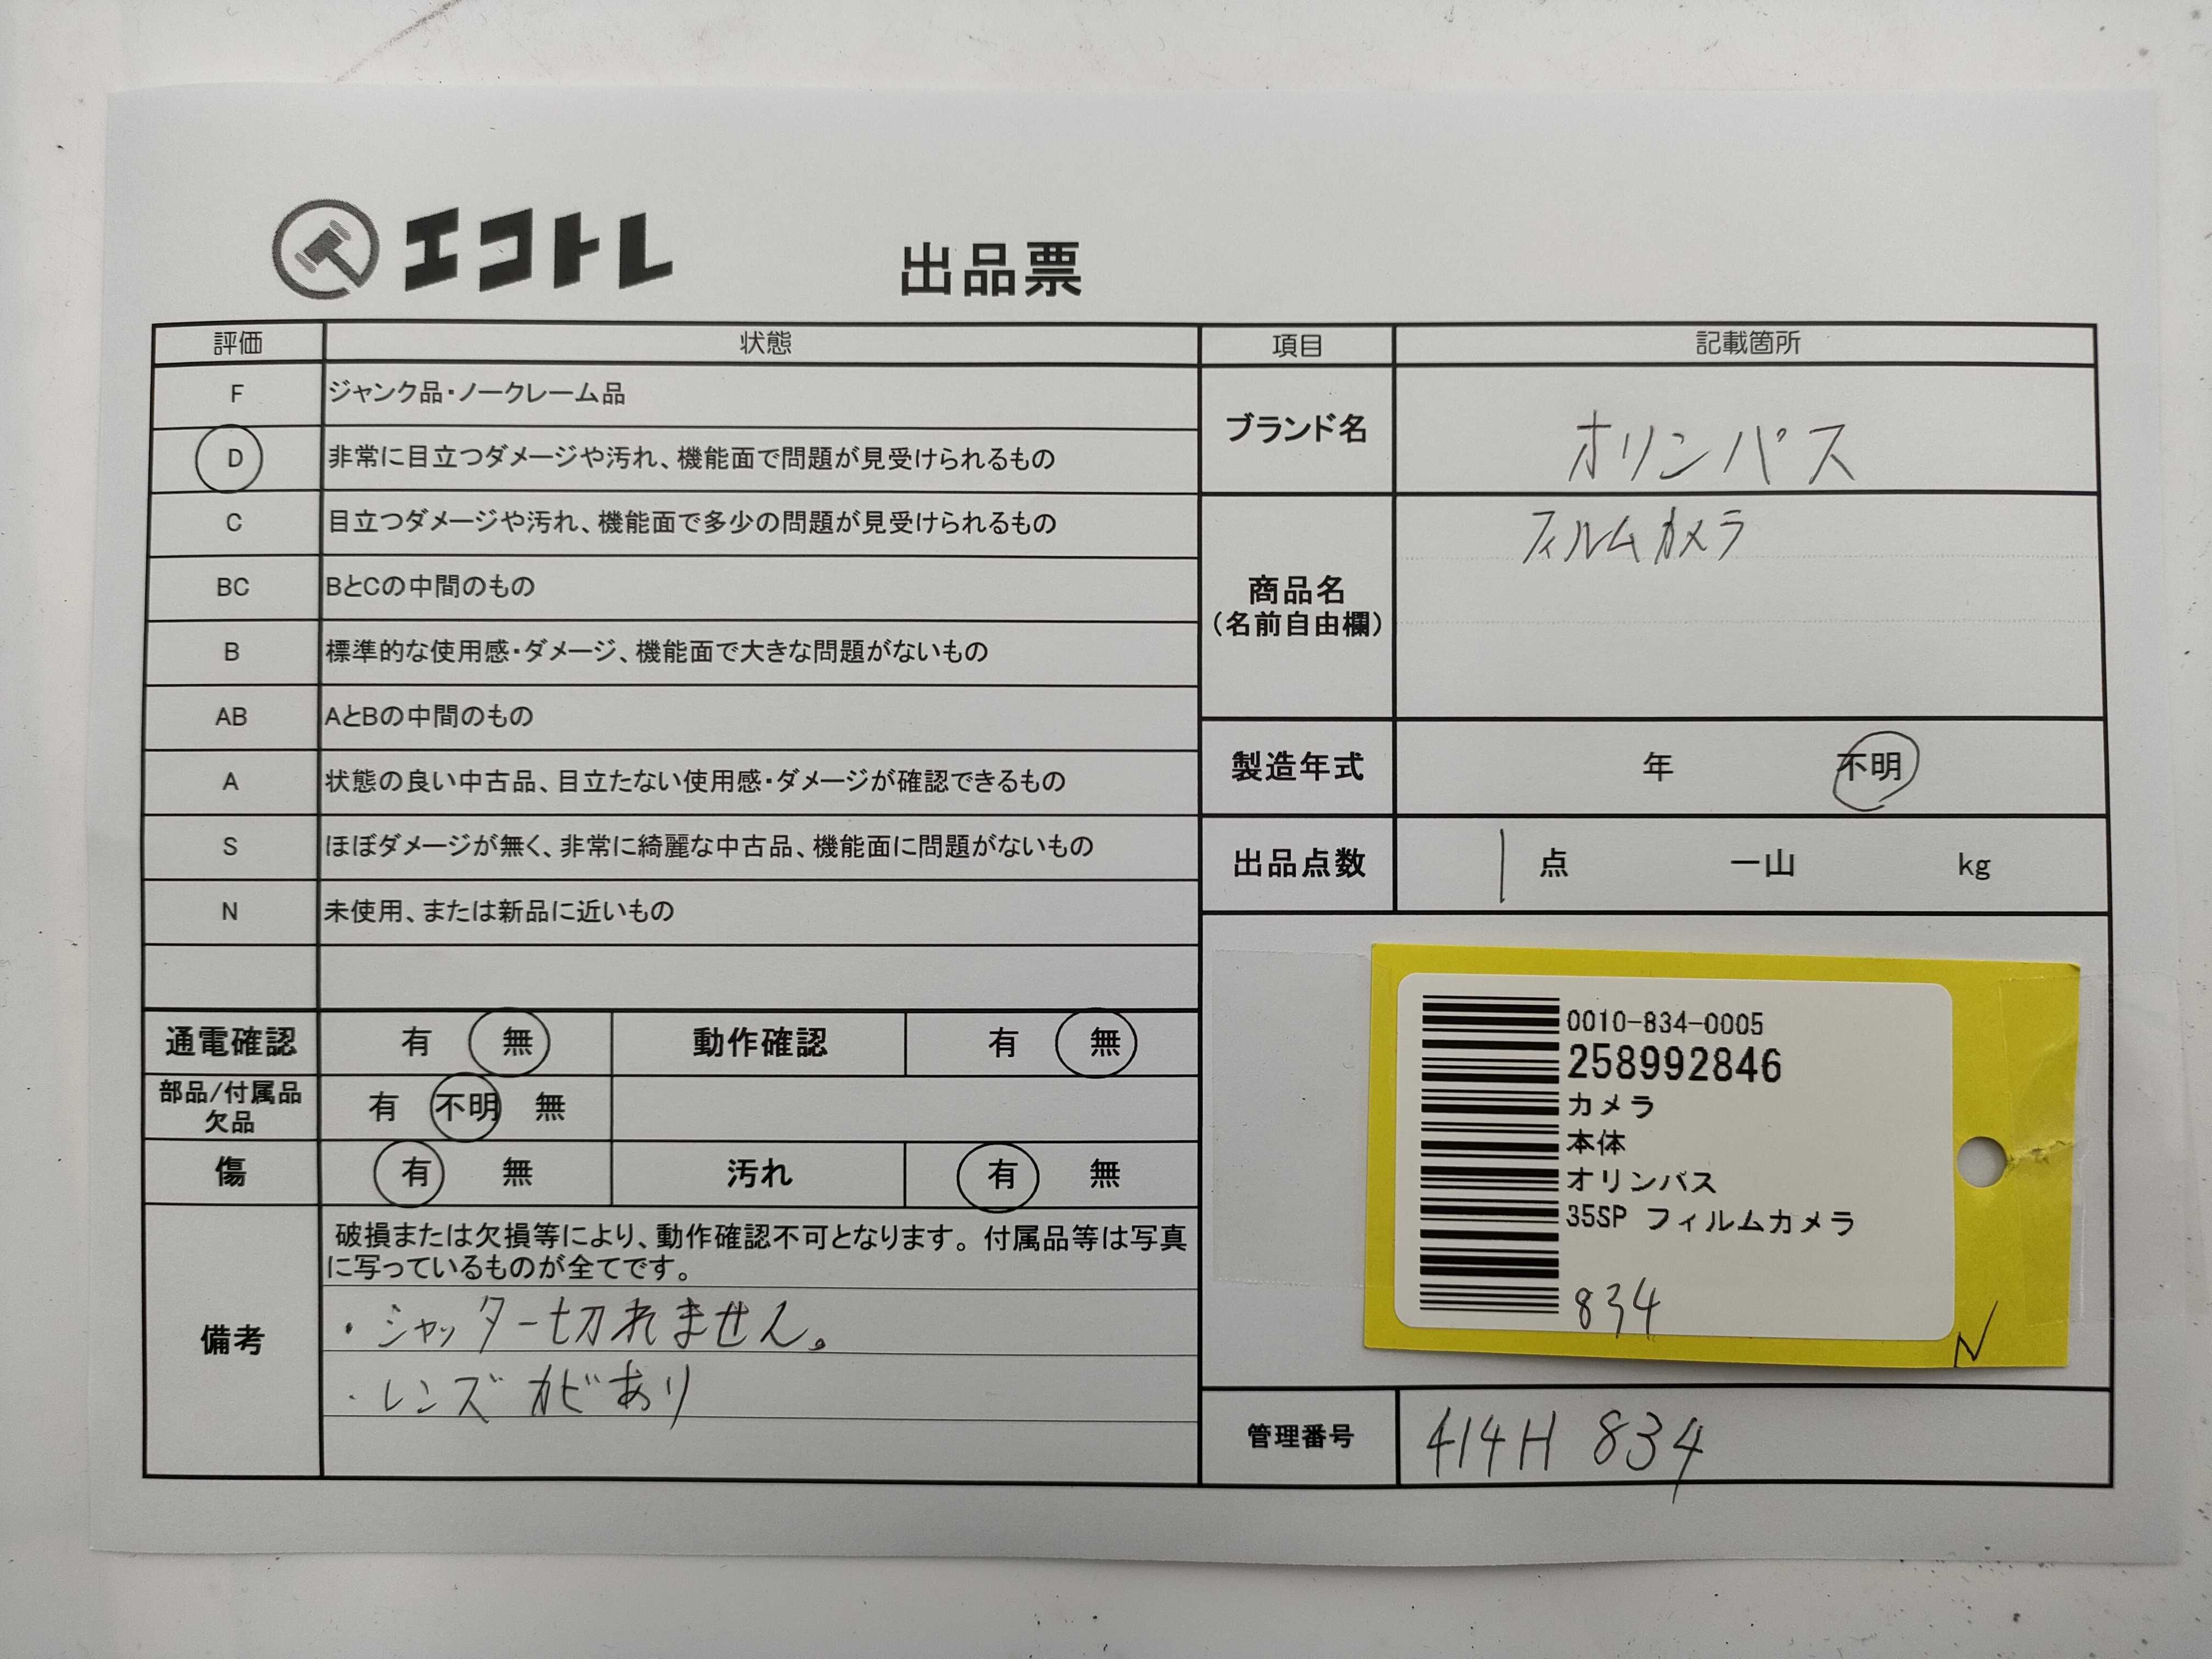 エコトレ 出品票
評価 状態
F ジャンク品・ノークレーム品
D 非常に目立つダメージや汚れ、機能面で問題が見受けられるもの
C 目立つダメージや汚れ、機能面で多少の問題が見受けられるもの
BC BとCの中間のもの
B 標準的な使用感・ダメージ、機能面で大きな問題がないもの
AB AとBの中間のもの
A 状態の良い中古品、目立たない使用感・ダメージが確認できるもの
S ほぼダメージが無く、非常に綺麗な中古品、機能面に問題がないもの
N 未使用、または新品に近いもの
通電確認 有 無 動作確認 有 無
部品/付属品
欠品 有 不明 無
傷 有 無 汚れ 有 無
備考
破損または欠損等により、動作確認不可となります。付属品等は写真
に写っているものが全てです。
・シャッター切れません。
・レンズカビあり
項目 記載箇所
ブランド名 オリンパス
商品名
(名前自由欄)
フィルムカメラ
製造年式 年 不明
出品点数 1 点 一山 kg
0010-834-0005
258992846
カメラ
本体
オリンパス
35SP フィルムカメラ
834
N
管理番号 414H 834